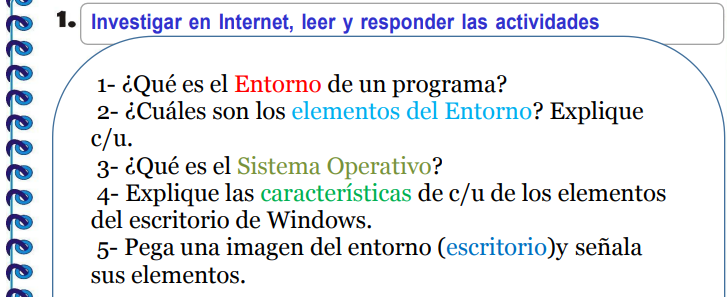 1. Investigar en Internet, leer y responder las actividades
1- ¿Qué es el Entorno de un programa?
2- ¿Cuáles son los elementos del Entorno? Explique
c/u.
3- ¿Qué es el Sistema Operativo?
4- Explique las características de c/u de los elementos
del escritorio de Windows.
5- Pega una imagen del entorno (escritorio)y señala
sus elementos.